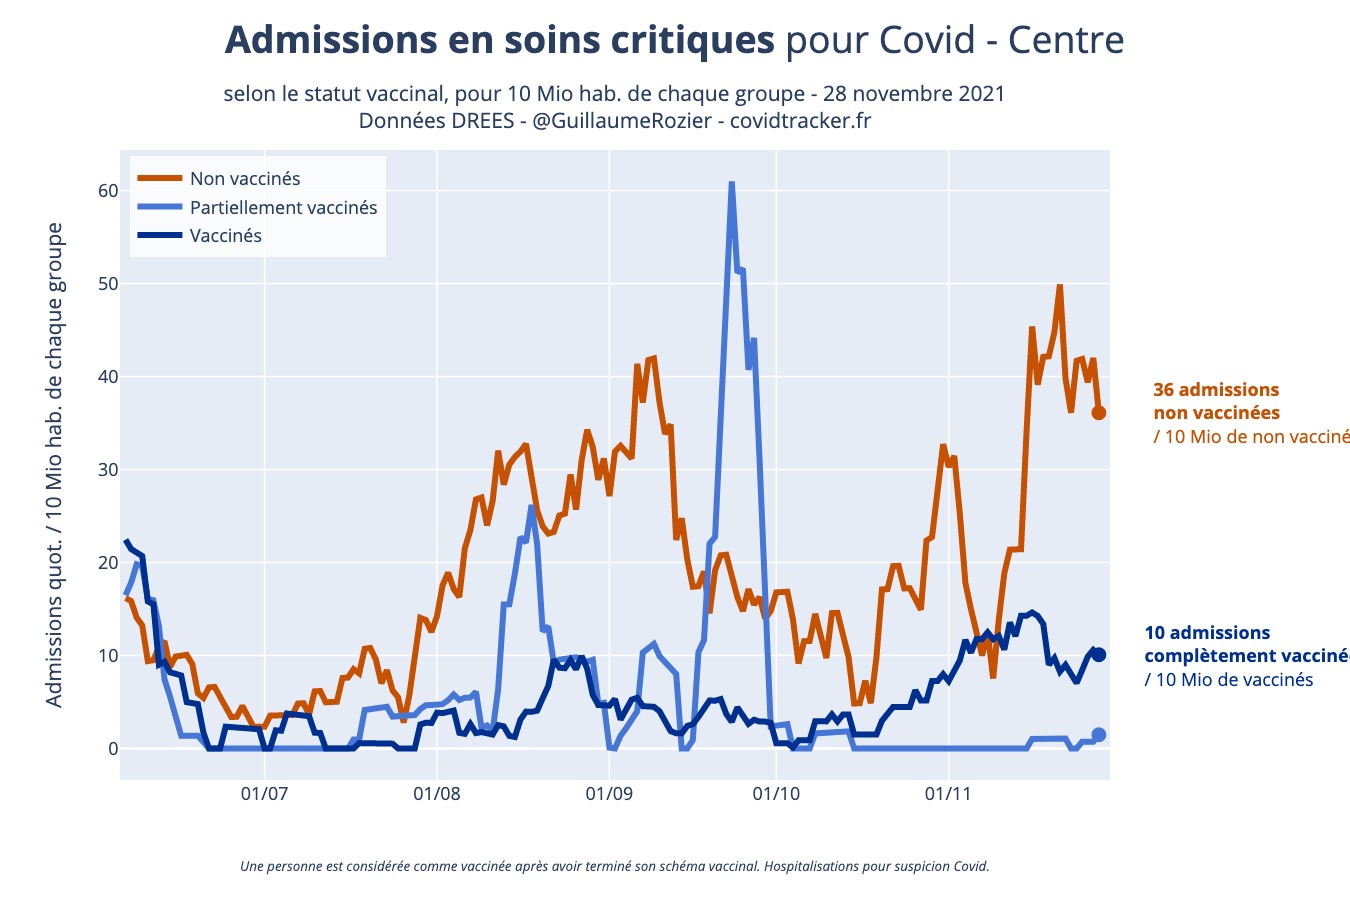 Admissions en soins critiques pour Covid - Centre
selon le statut vaccinal, pour 10 Mio hab. de chaque groupe - 28 novembre 2021
Données DREES - @GuillaumeRozier - covidtracker.fr
Non vaccinés
Partiellement vaccinés
Vaccinés
Admissions quot. / 10 Mio hab. de chaque groupe
60
50
40
30
20
10
0
01/07
01/08
01/09
01/10
01/11
36 admissions
non vaccinées
/ 10 Mio de non vacciné
10 admissions
complètement vacciné
/ 10 Mio de vaccinés
Une personne est considérée comme vaccinée après avoir terminé son schéma vaccinal. Hospitalisations pour suspicion Covid.